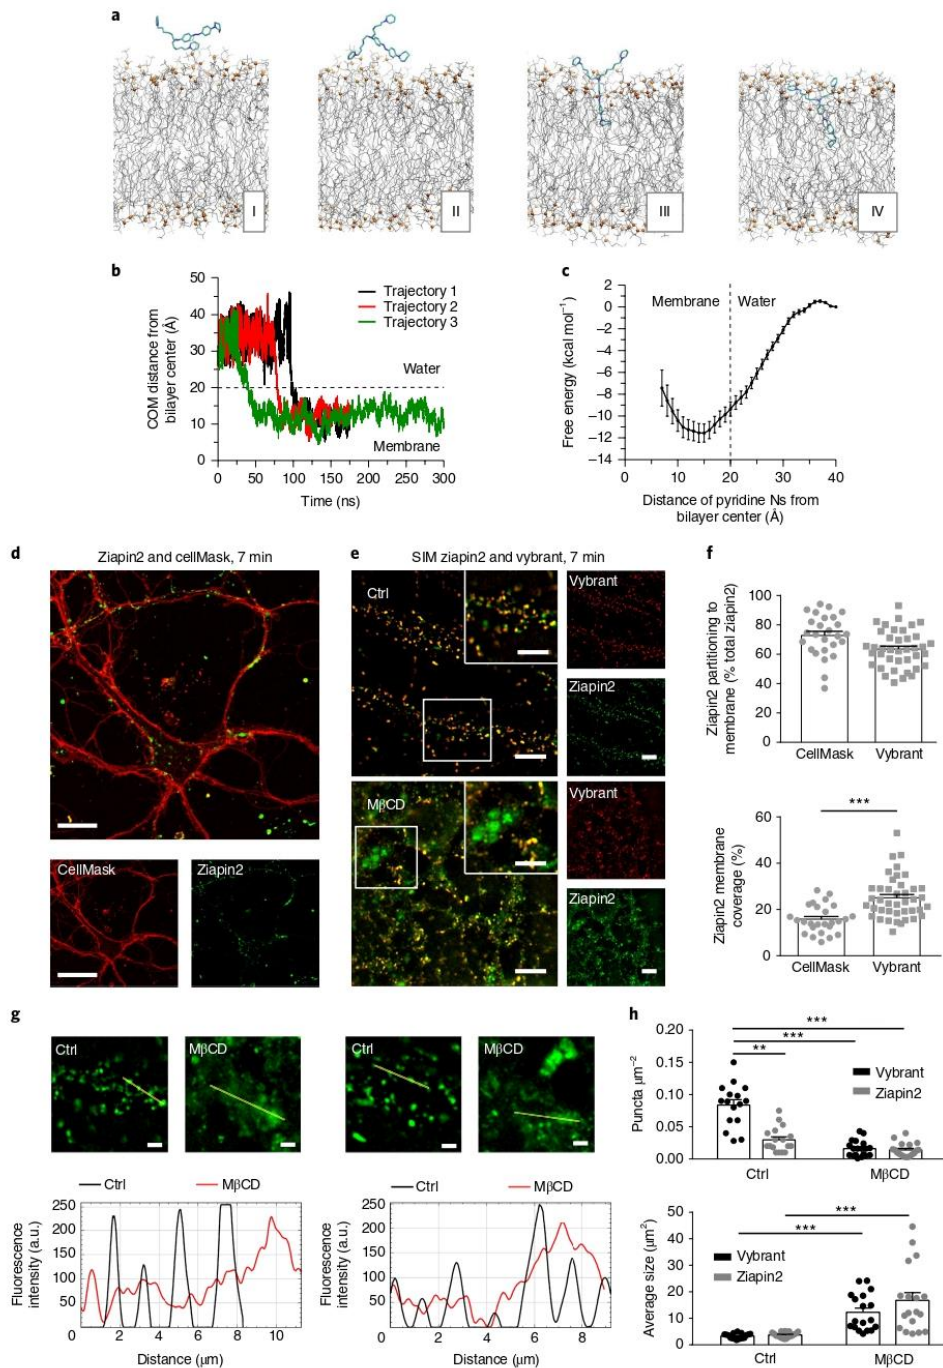 a
I
II
III
IV
b
COM distance from
bilayer center (Å)
50
40
30
20
10
0
Trajectory 1
Trajectory 2
Trajectory 3
Water
Membrane
0 50 100 150 200 250 300
Time (ns)
c
Free energy (kcal mol⁻¹)
2
0
−2
−4
−6
−8
−10
−12
−14
Membrane
Water
0 10 20 30 40
Distance of pyridine Ns from
bilayer center (Å)
d
Ziapin2 and cellMask, 7 min
CellMask
Ziapin2
e
SIM ziapin2 and vybrant, 7 min
Ctrl
Vybrant
Ziapin2
MβCD
Vybrant
Ziapin2
f
Ziapin2 partitioning to
membrane (% total ziapin2)
100
80
60
40
20
0
CellMask Vybrant
***
Ziapin2 membrane
coverage (%)
60
40
20
0
CellMask Vybrant
g
Ctrl
MβCD
Ctrl
MβCD
Ctrl MβCD
Fluorescence
intensity (a.u.)
250
200
150
100
50
0 2 4 6 8 10
Distance (μm)
Ctrl MβCD
Fluorescence
intensity (a.u.)
250
200
150
100
50
0 2 4 6 8
Distance (μm)
h
Puncta μm⁻²
0.20
0.15
0.10
0.05
0.00
***
***
**
Vybrant
Ziapin2
Ctrl MβCD
Average size (μm²)
50
40
30
20
10
0
***
***
Vybrant
Ziapin2
Ctrl MβCD